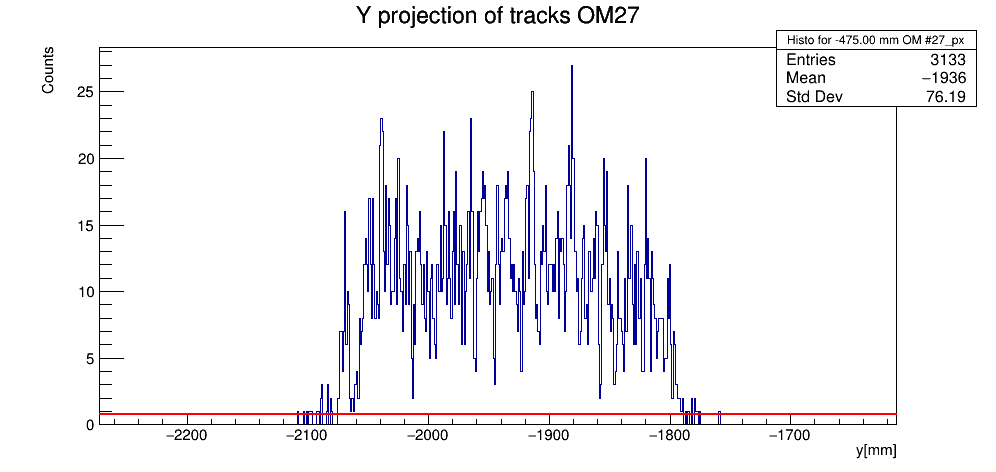 Y projection of tracks OM27
Histo for -475.00 mm OM #27_px
Entries 3133
Mean −1936
Std Dev 76.19
Counts
25
20
15
10
5
0
−2200 −2100 −2000 −1900 −1800 −1700
y[mm]